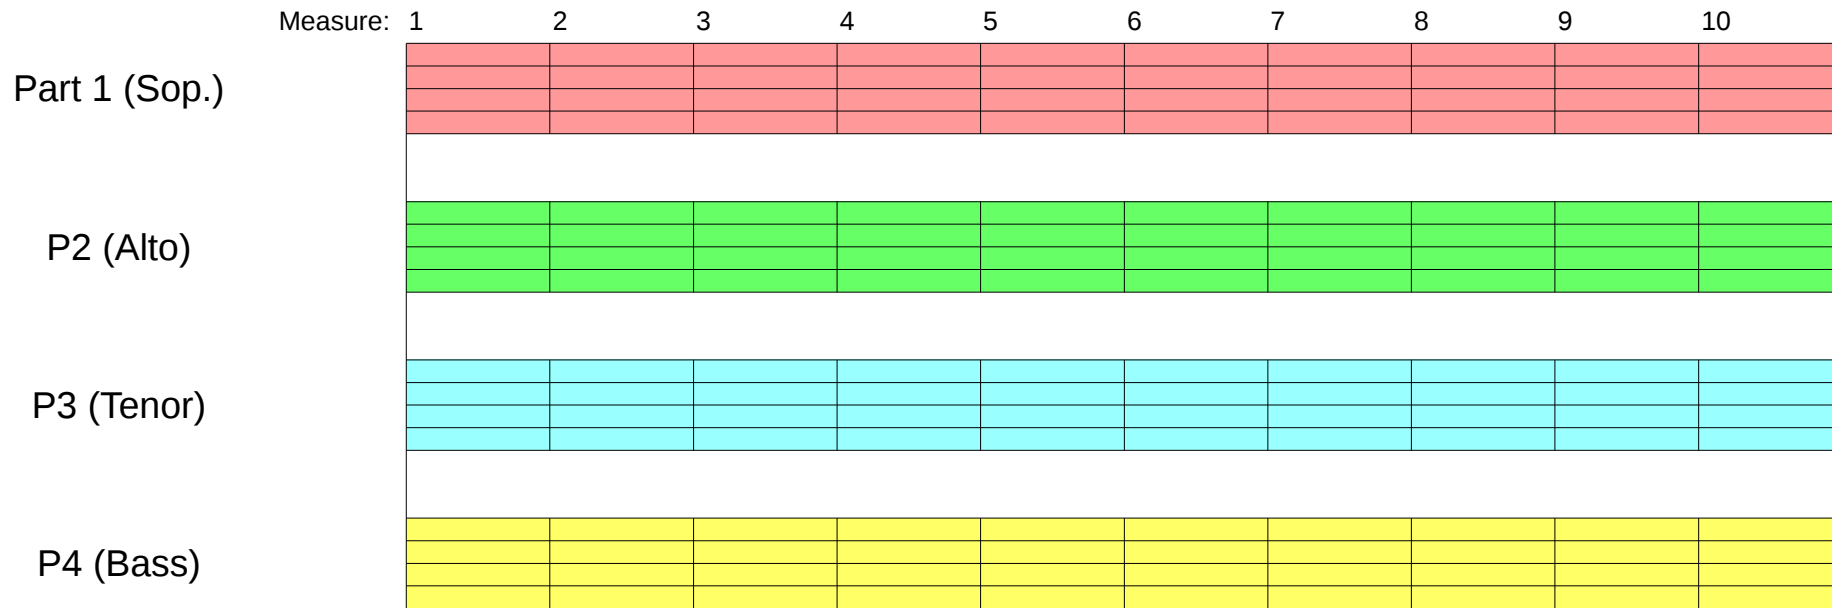 Measure: 1 2 3 4 5 6 7 8 9 10
Part 1 (Sop.)
P2 (Alto)
P3 (Tenor)
P4 (Bass)